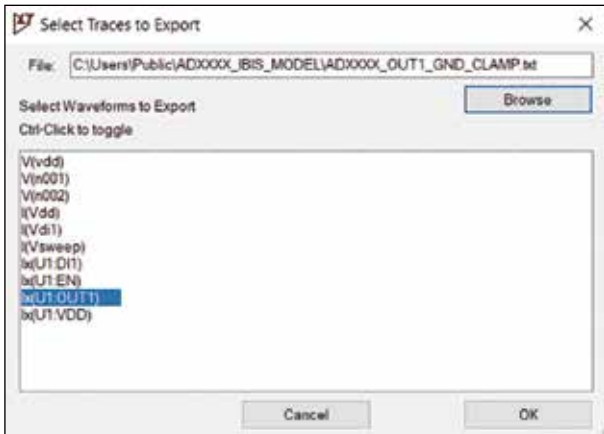 Select Traces to Export
File: C:\Users\Public\ADXXXX_IBIS_MODEL\ADXXXX_OUT1_GND_CLAMP.txt
Select Waveforms to Export
Browse
Ctrl-Click to toggle
V(vdd)
V(n001)
V(n002)
I(Vdd)
I(Vdi1)
I(Vsweep)
Ix(U1:DI1)
Ix(U1:EN)
Ix(U1:OUT1)
Ix(U1:VDD)
Cancel
OK